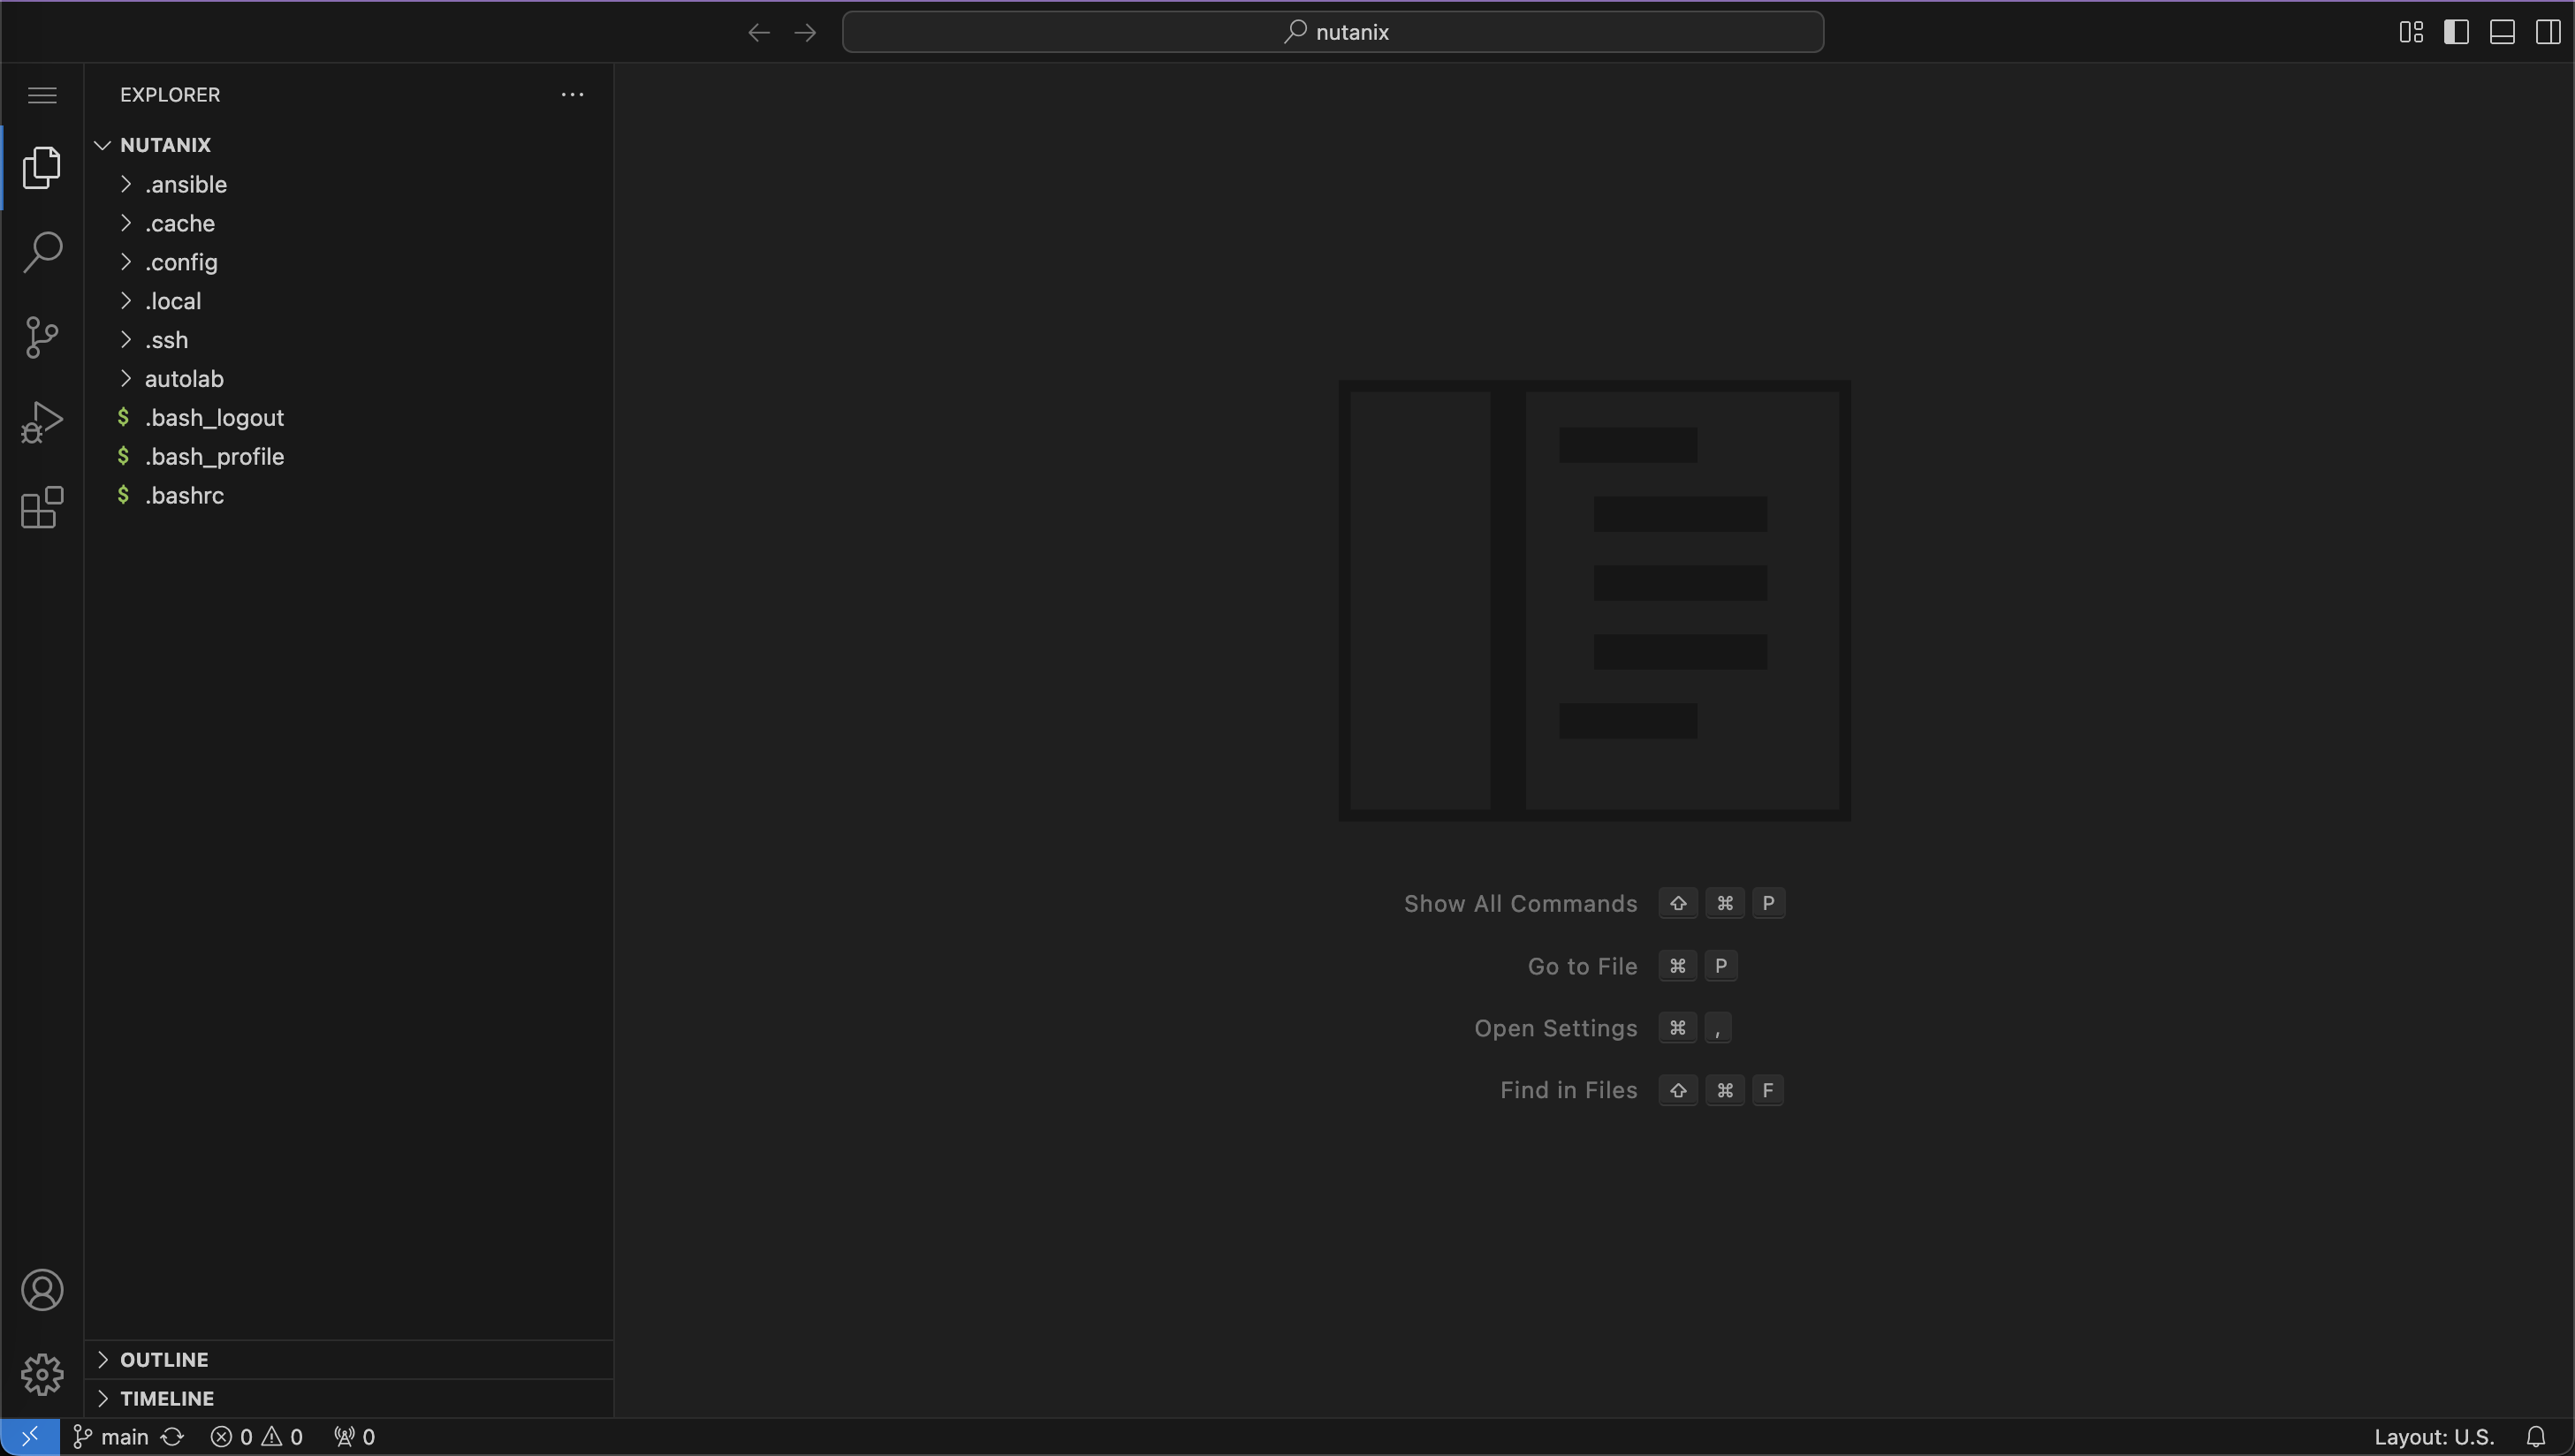 nutanix
EXPLORER
NUTANIX
.ansible
.cache
.config
.local
.ssh
autolab
$ .bash_logout
$ .bash_profile
$ .bashrc
Show All Commands ⇧ ⌘ P
Go to File ⌘ P
Open Settings ⌘ ,
Find in Files ⇧ ⌘ F
OUTLINE
TIMELINE
main 0 0 0 Layout: U.S.